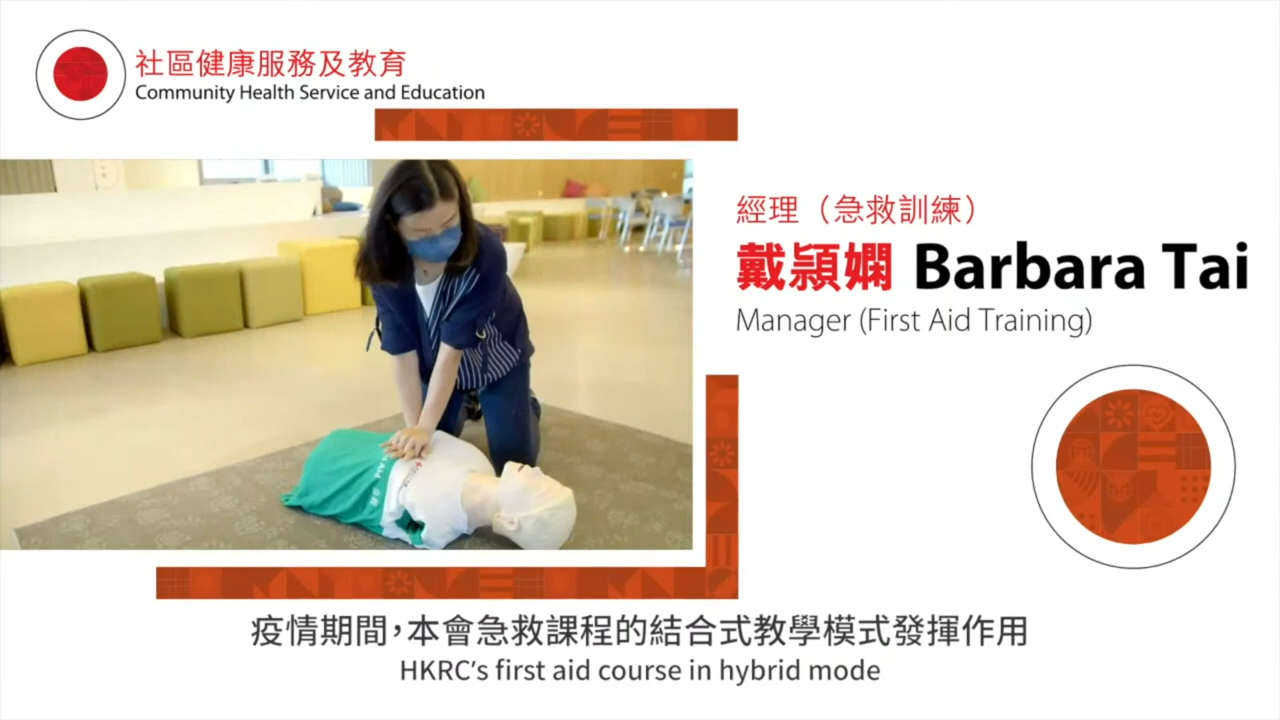 社區健康服務及教育
Community Health Service and Education
經理（急救訓練）
戴潁嫻 Barbara Tai
Manager (First Aid Training)
疫情期間，本會急救課程的結合式教學模式發揮作用
HKRC's first aid course in hybrid mode